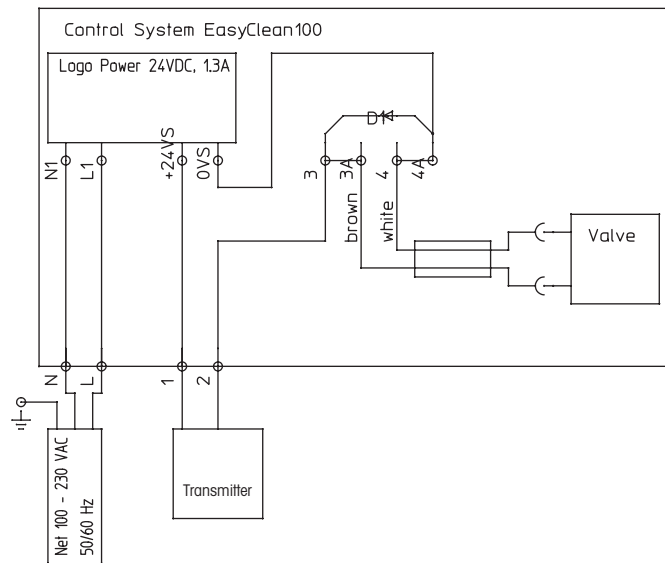 Control System EasyClean100
Logo Power 24VDC, 1.3A
D1
N1
L1
+24VS
0VS
3
3A
4
4A
brown
white
Valve
N
L
1
2
Net 100 - 230 VAC
50/60 Hz
Transmitter